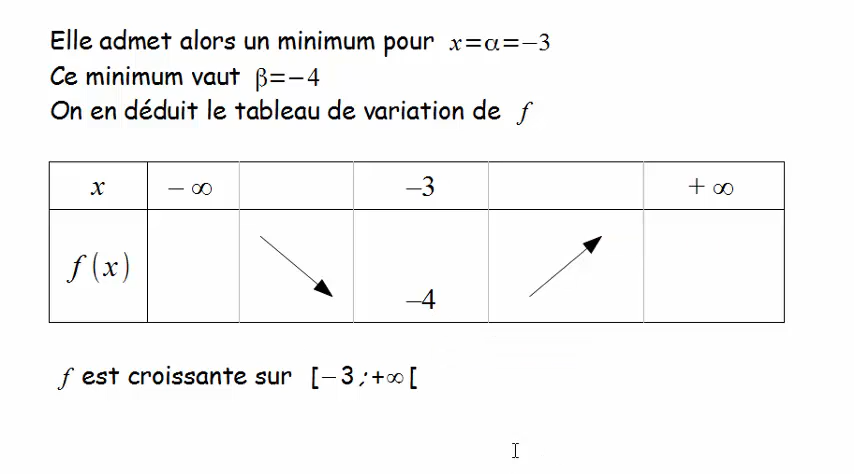 Elle admet alors un minimum pour x=α=−3
Ce minimum vaut β=−4
On en déduit le tableau de variation de f
x − ∞ −3 + ∞
f (x) −4
f est croissante sur [−3;+∞[